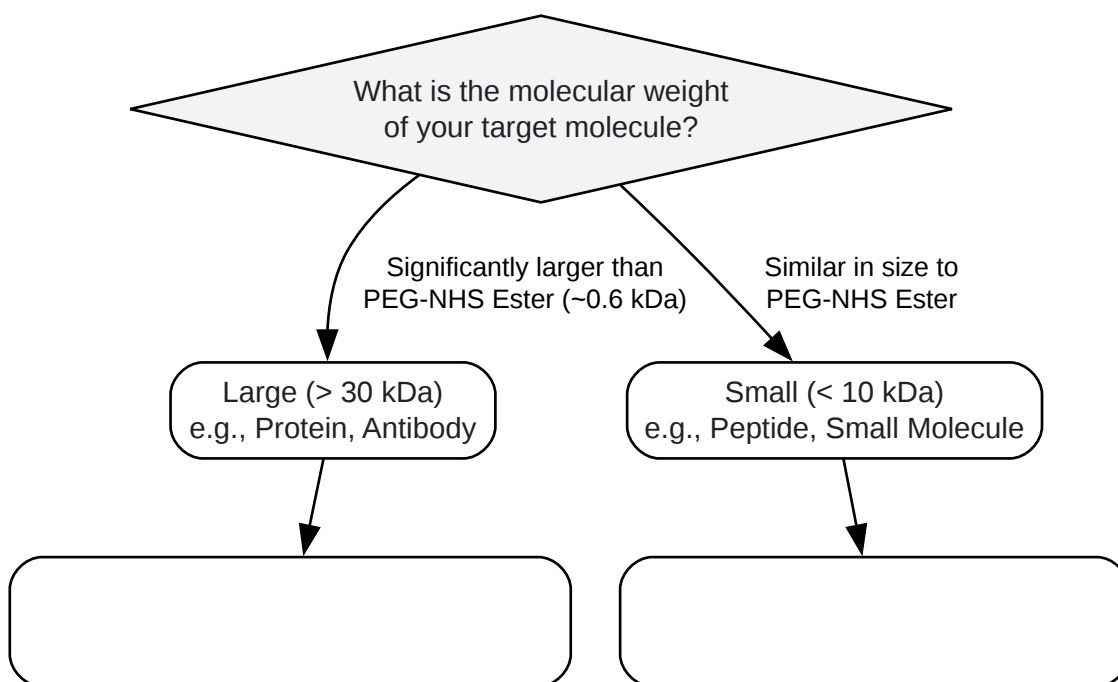 What is the molecular weight
of your target molecule?
Significantly larger than
PEG-NHS Ester (~0.6 kDa)
Similar in size to
PEG-NHS Ester
Large (> 30 kDa)
e.g., Protein, Antibody
Small (< 10 kDa)
e.g., Peptide, Small Molecule